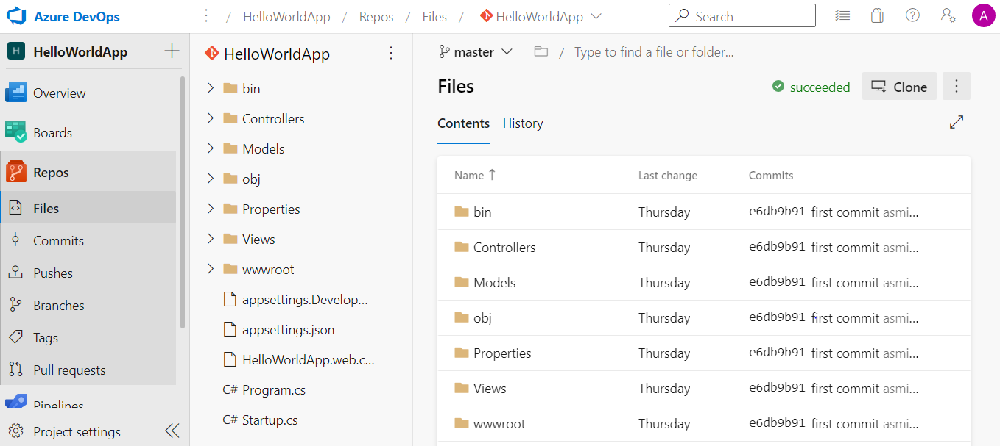 Azure DevOps
/ HelloWorldApp / Repos / Files / HelloWorldApp
Search
A
H HelloWorldApp
Overview
Boards
Repos
Files
Commits
Pushes
Branches
Tags
Pull requests
Pipelines
Project settings
HelloWorldApp
bin
Controllers
Models
obj
Properties
Views
wwwroot
appsettings.Develop...
appsettings.json
HelloWorldApp.web.c...
C# Program.cs
C# Startup.cs
master / Type to find a file or folder...
Files
succeeded
Clone
Contents History
Name ↑ Last change Commits
bin Thursday e6db9b91 first commit asmi...
Controllers Thursday e6db9b91 first commit asmi...
Models Thursday e6db9b91 first commit asmi...
obj Thursday e6db9b91 first commit asmi...
Properties Thursday e6db9b91 first commit asmi...
Views Thursday e6db9b91 first commit asmi...
wwwroot Thursday e6db9b91 first commit asmi...